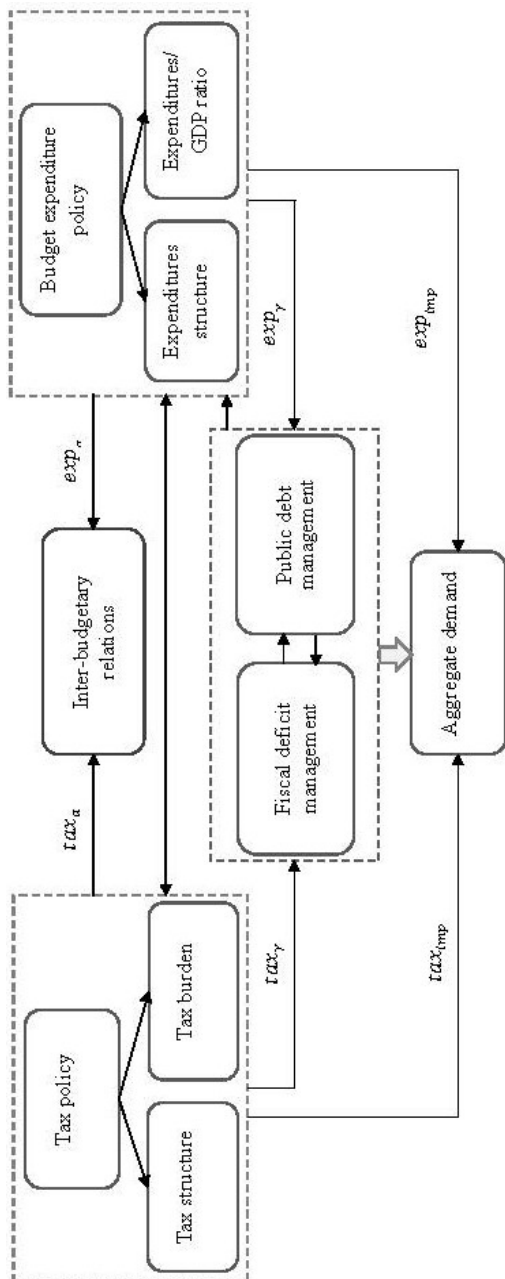 Tax policy
Tax structure
Tax burden
tax_α
Inter-budgetary
relations
exp_α
Budget expenditure
policy
Expenditures
structure
Expenditures/
GDP ratio
tax_γ
Fiscal deficit
management
Public debt
management
exp_γ
tax_imp
Aggregate demand
exp_imp